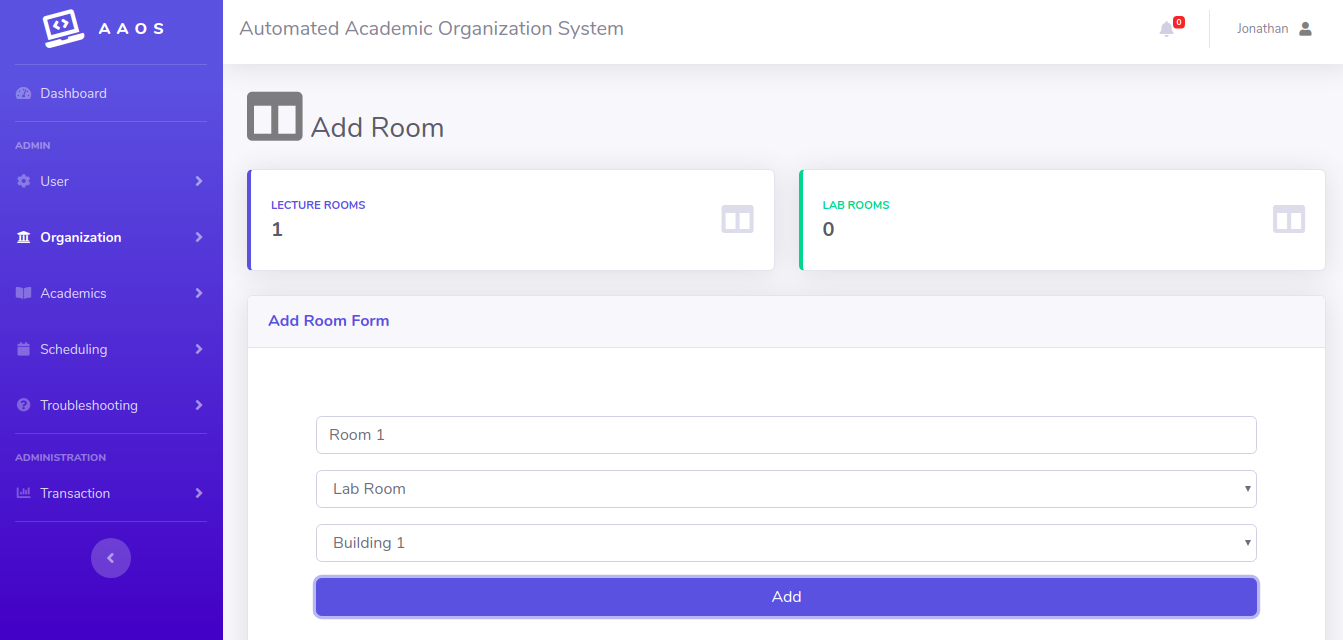 AAOS
Dashboard
ADMIN
User
Organization
Academics
Scheduling
Troubleshooting
ADMINISTRATION
Transaction
Automated Academic Organization System
0
Jonathan
Add Room
LECTURE ROOMS
1
LAB ROOMS
0
Add Room Form
Room 1
Lab Room
Building 1
Add